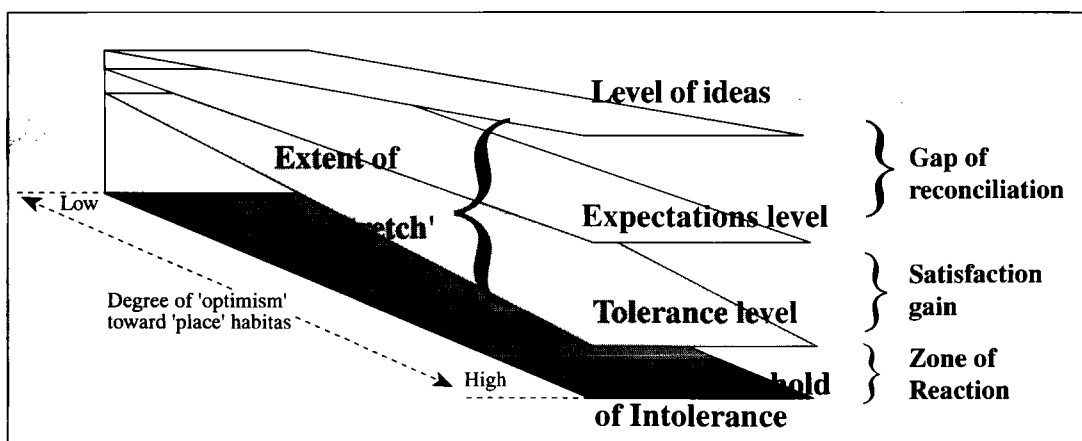 Level of ideas
Extent of
Gap of
reconciliation
Low
Expectations level
retch'
Satisfaction
gain
Degree of 'optimism'
toward 'place' habitas
Tolerance level
Zone of
Reaction
High
hold
of Intolerance